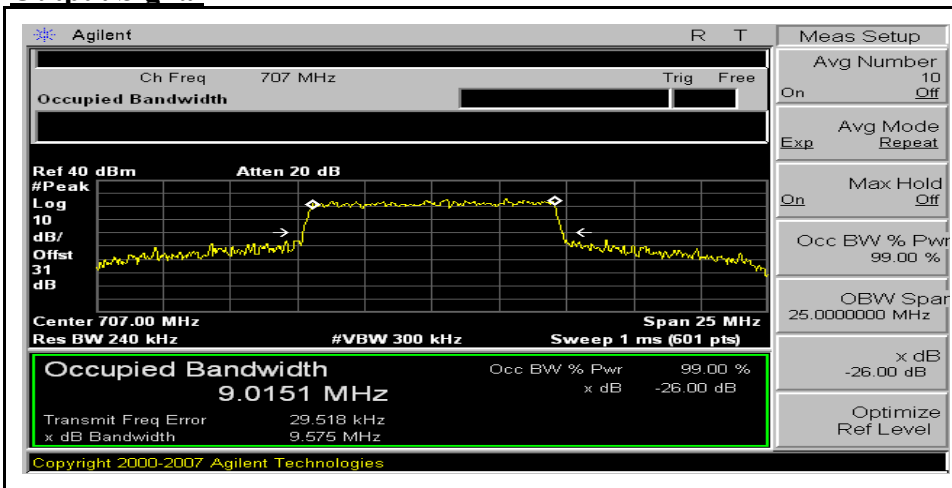 Agilent R T Meas Setup
Ch Freq 707 MHz Trig Free
Occupied Bandwidth
Avg Number
10
On Off
Avg Mode
Exp Repeat
Max Hold
On Off
Occ BW % Pwr
99.00 %
OBW Span
25.0000000 MHz
x dB
-26.00 dB
Optimize
Ref Level
Ref 40 dBm Atten 20 dB
#Peak
Log
10
dB/
Offst
31
dB
Center 707.00 MHz Span 25 MHz
Res BW 240 kHz #VBW 300 kHz Sweep 1 ms (601 pts)
Occupied Bandwidth Occ BW % Pwr 99.00 %
9.0151 MHz x dB -26.00 dB
Transmit Freq Error 29.518 kHz
x dB Bandwidth 9.575 MHz
Copyright 2000-2007 Agilent Technologies